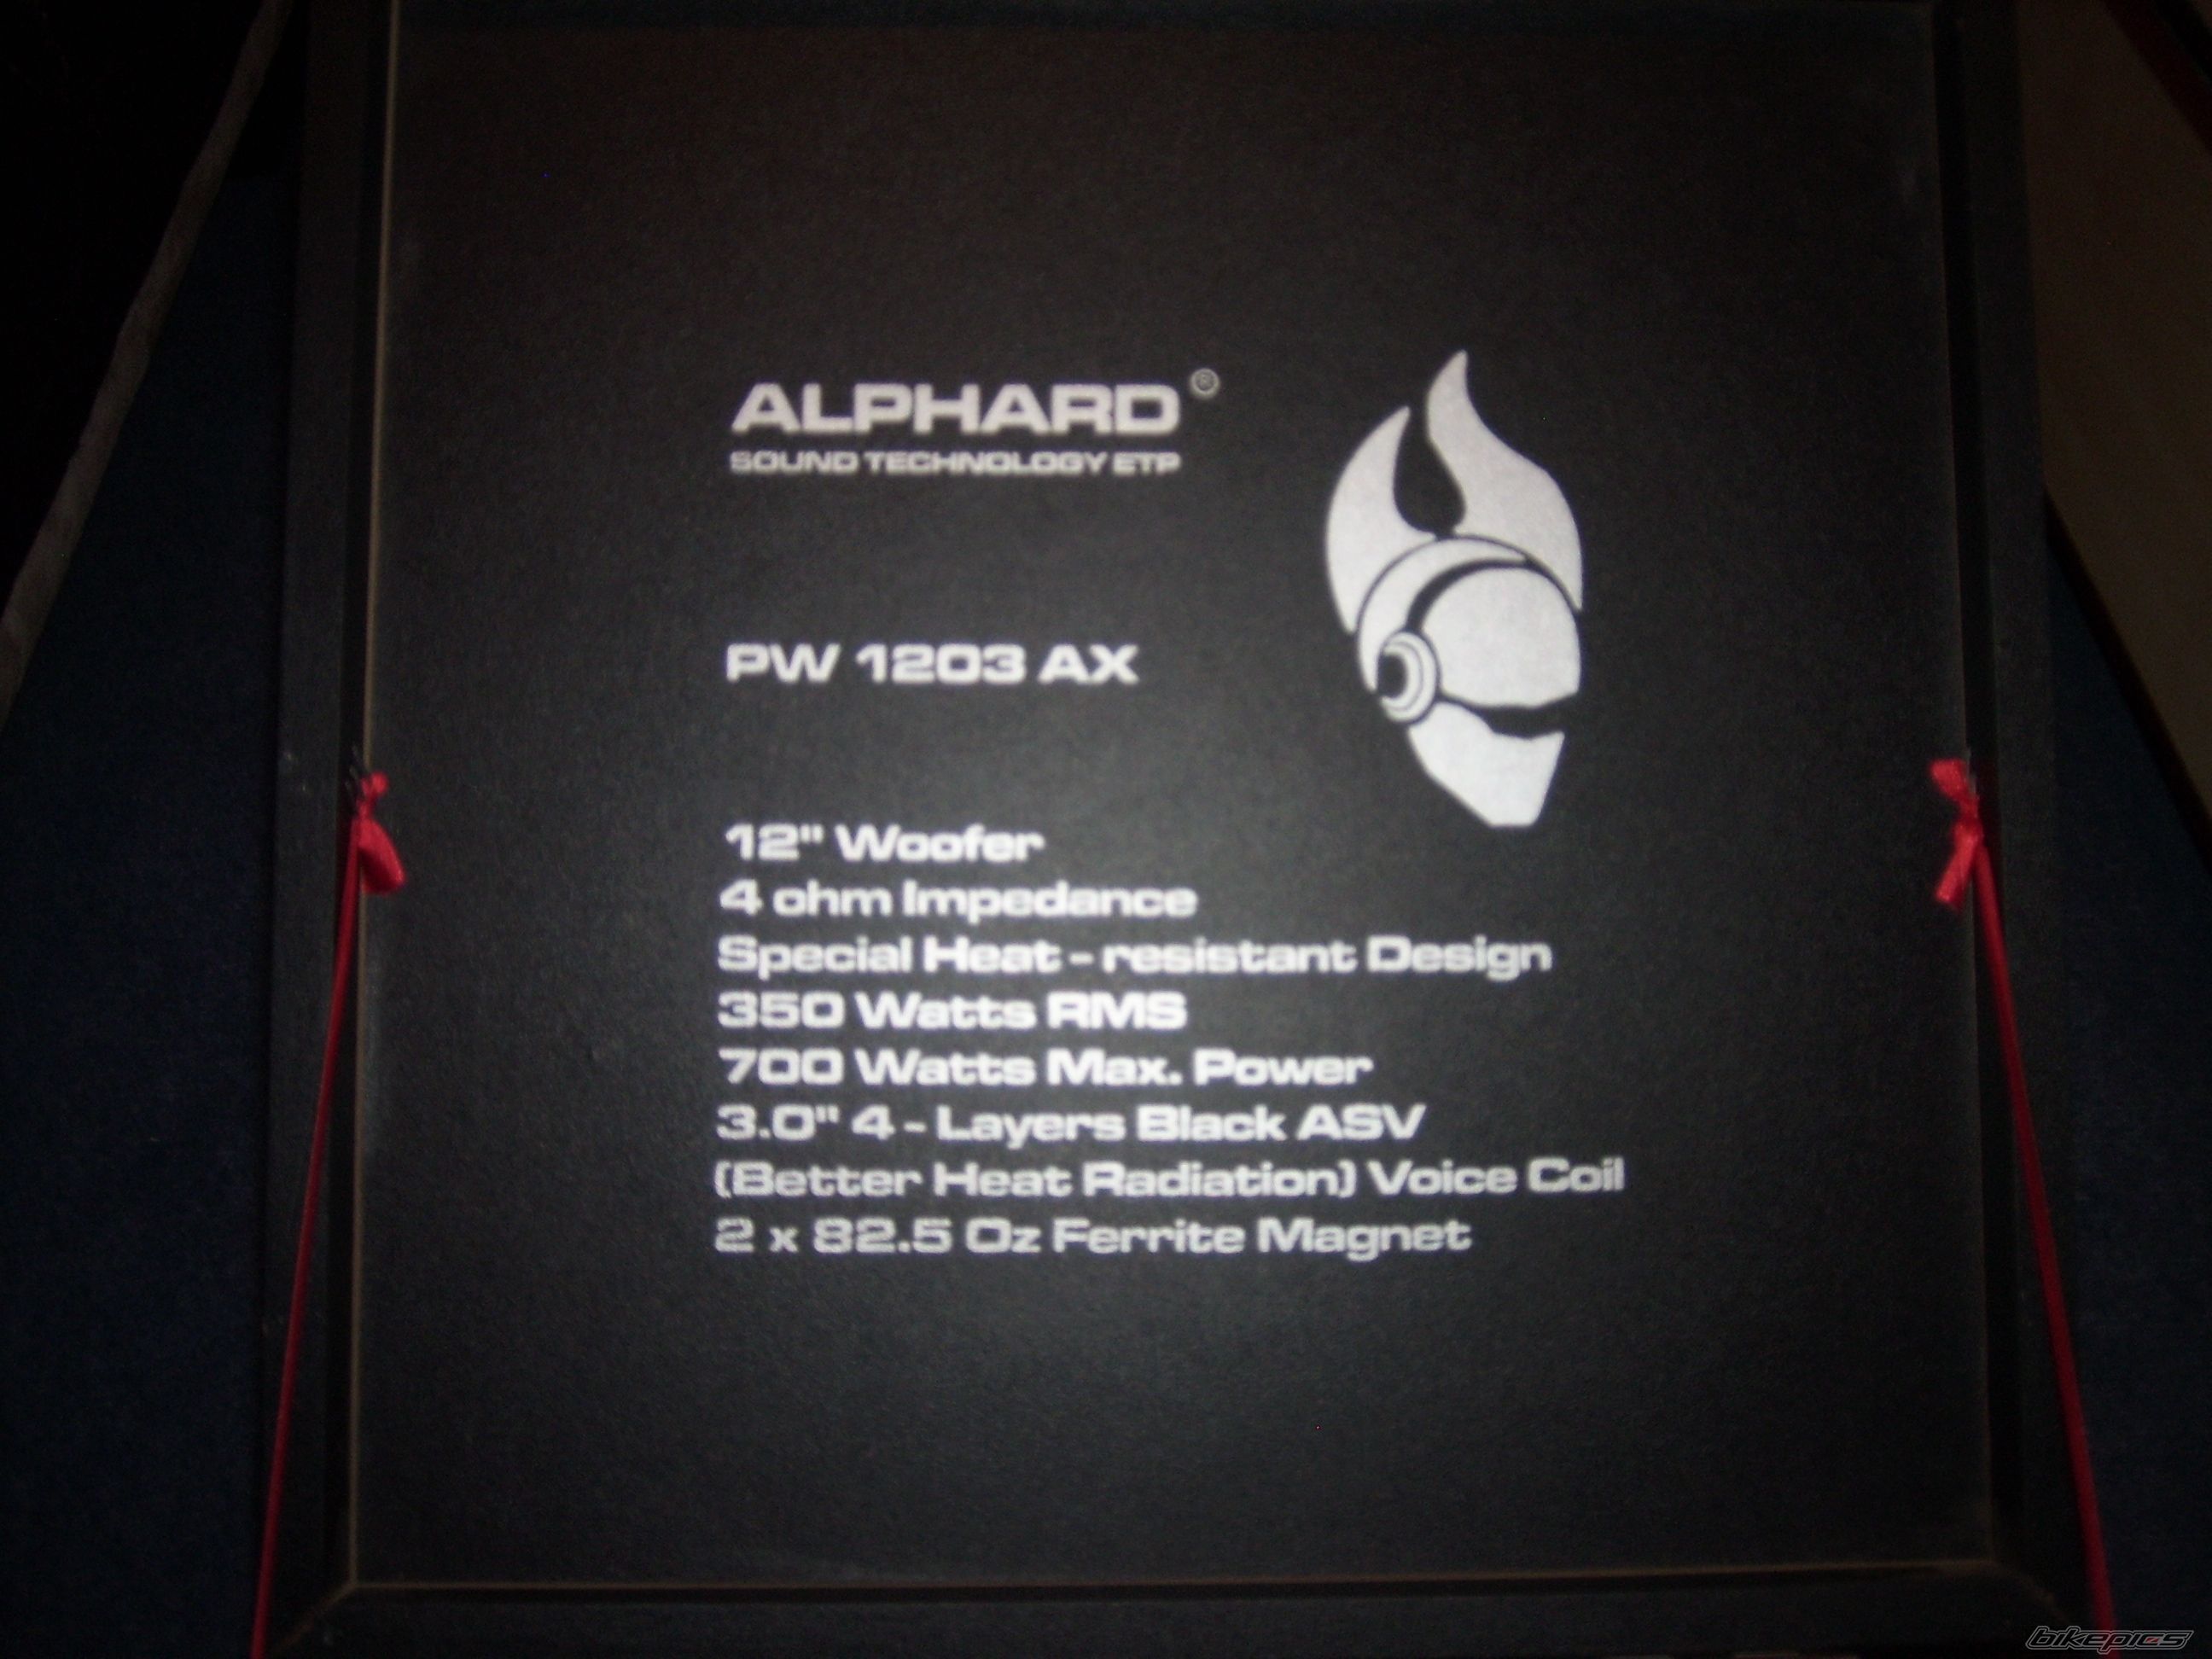 ALPHARD®
SOUND TECHNOLOGY ETP
PW 1203 AX
12" Woofer
4 ohm Impedance
Special Heat - resistant Design
350 Watts RMS
700 Watts Max. Power
3.0" 4 - Layers Black ASV
(Better Heat Radiation) Voice Coil
2 x 82.5 Oz Ferrite Magnet
bikepics